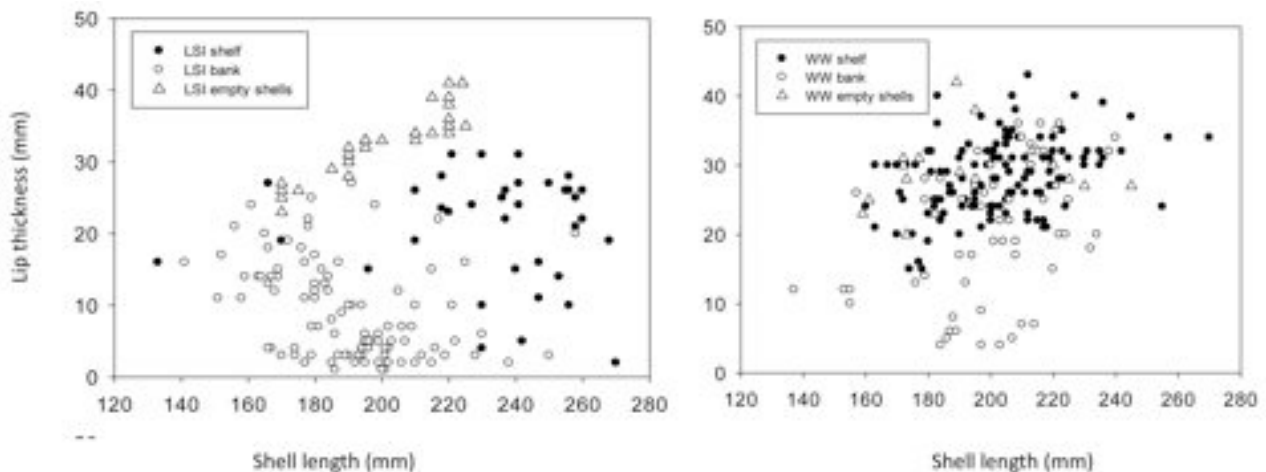 50
40
30
20
10
0
LSI shelf
LSI bank
LSI empty shells
Lip thickness (mm)
120 140 160 180 200 220 240 260 280
Shell length (mm)
50
40
30
20
10
0
WW shelf
WW bank
WW empty shells
120 140 160 180 200 220 240 260 280
Shell length (mm)